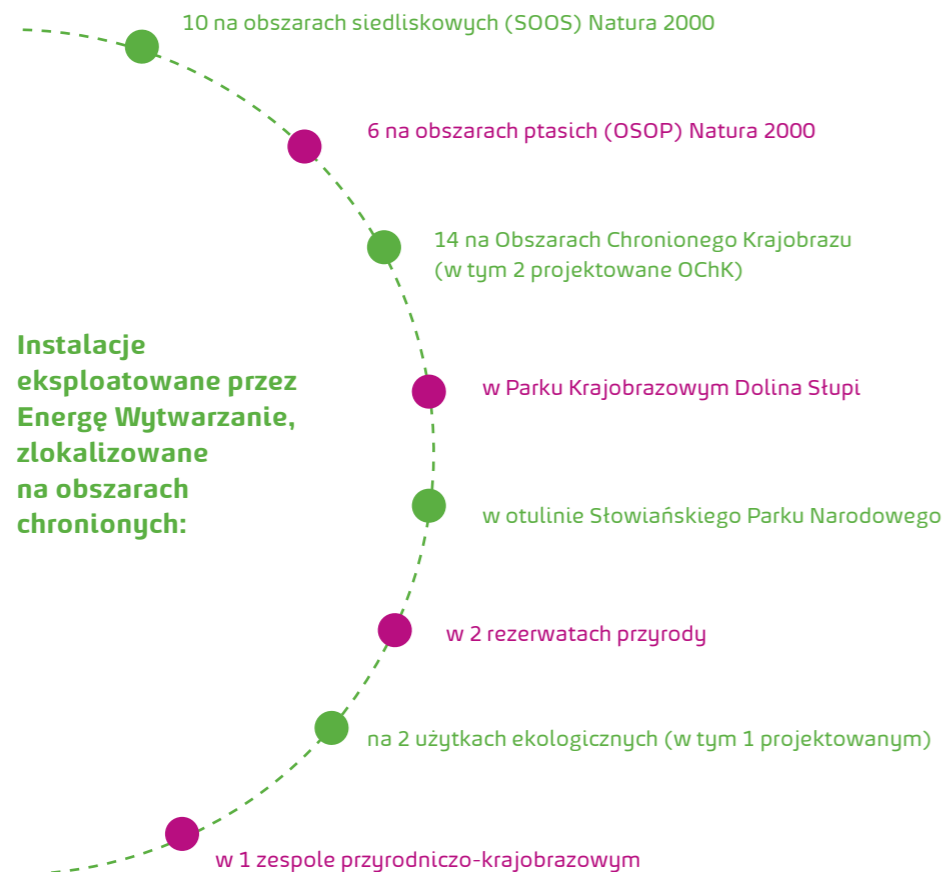 10 na obszarach siedliskowych (SOOS) Natura 2000
6 na obszarach ptasich (OSOP) Natura 2000
14 na Obszarach Chronionego Krajobrazu
(w tym 2 projektowane OChK)
Instalacje
eksploatowane przez
Energę Wytwarzanie,
zlokalizowane
na obszarach
chronionych:
w Parku Krajobrazowym Dolina Słupi
w otulinie Słowiańskiego Parku Narodowego
w 2 rezerwatach przyrody
na 2 użytkach ekologicznych (w tym 1 projektowanym)
w 1 zespole przyrodniczo-krajobrazowym